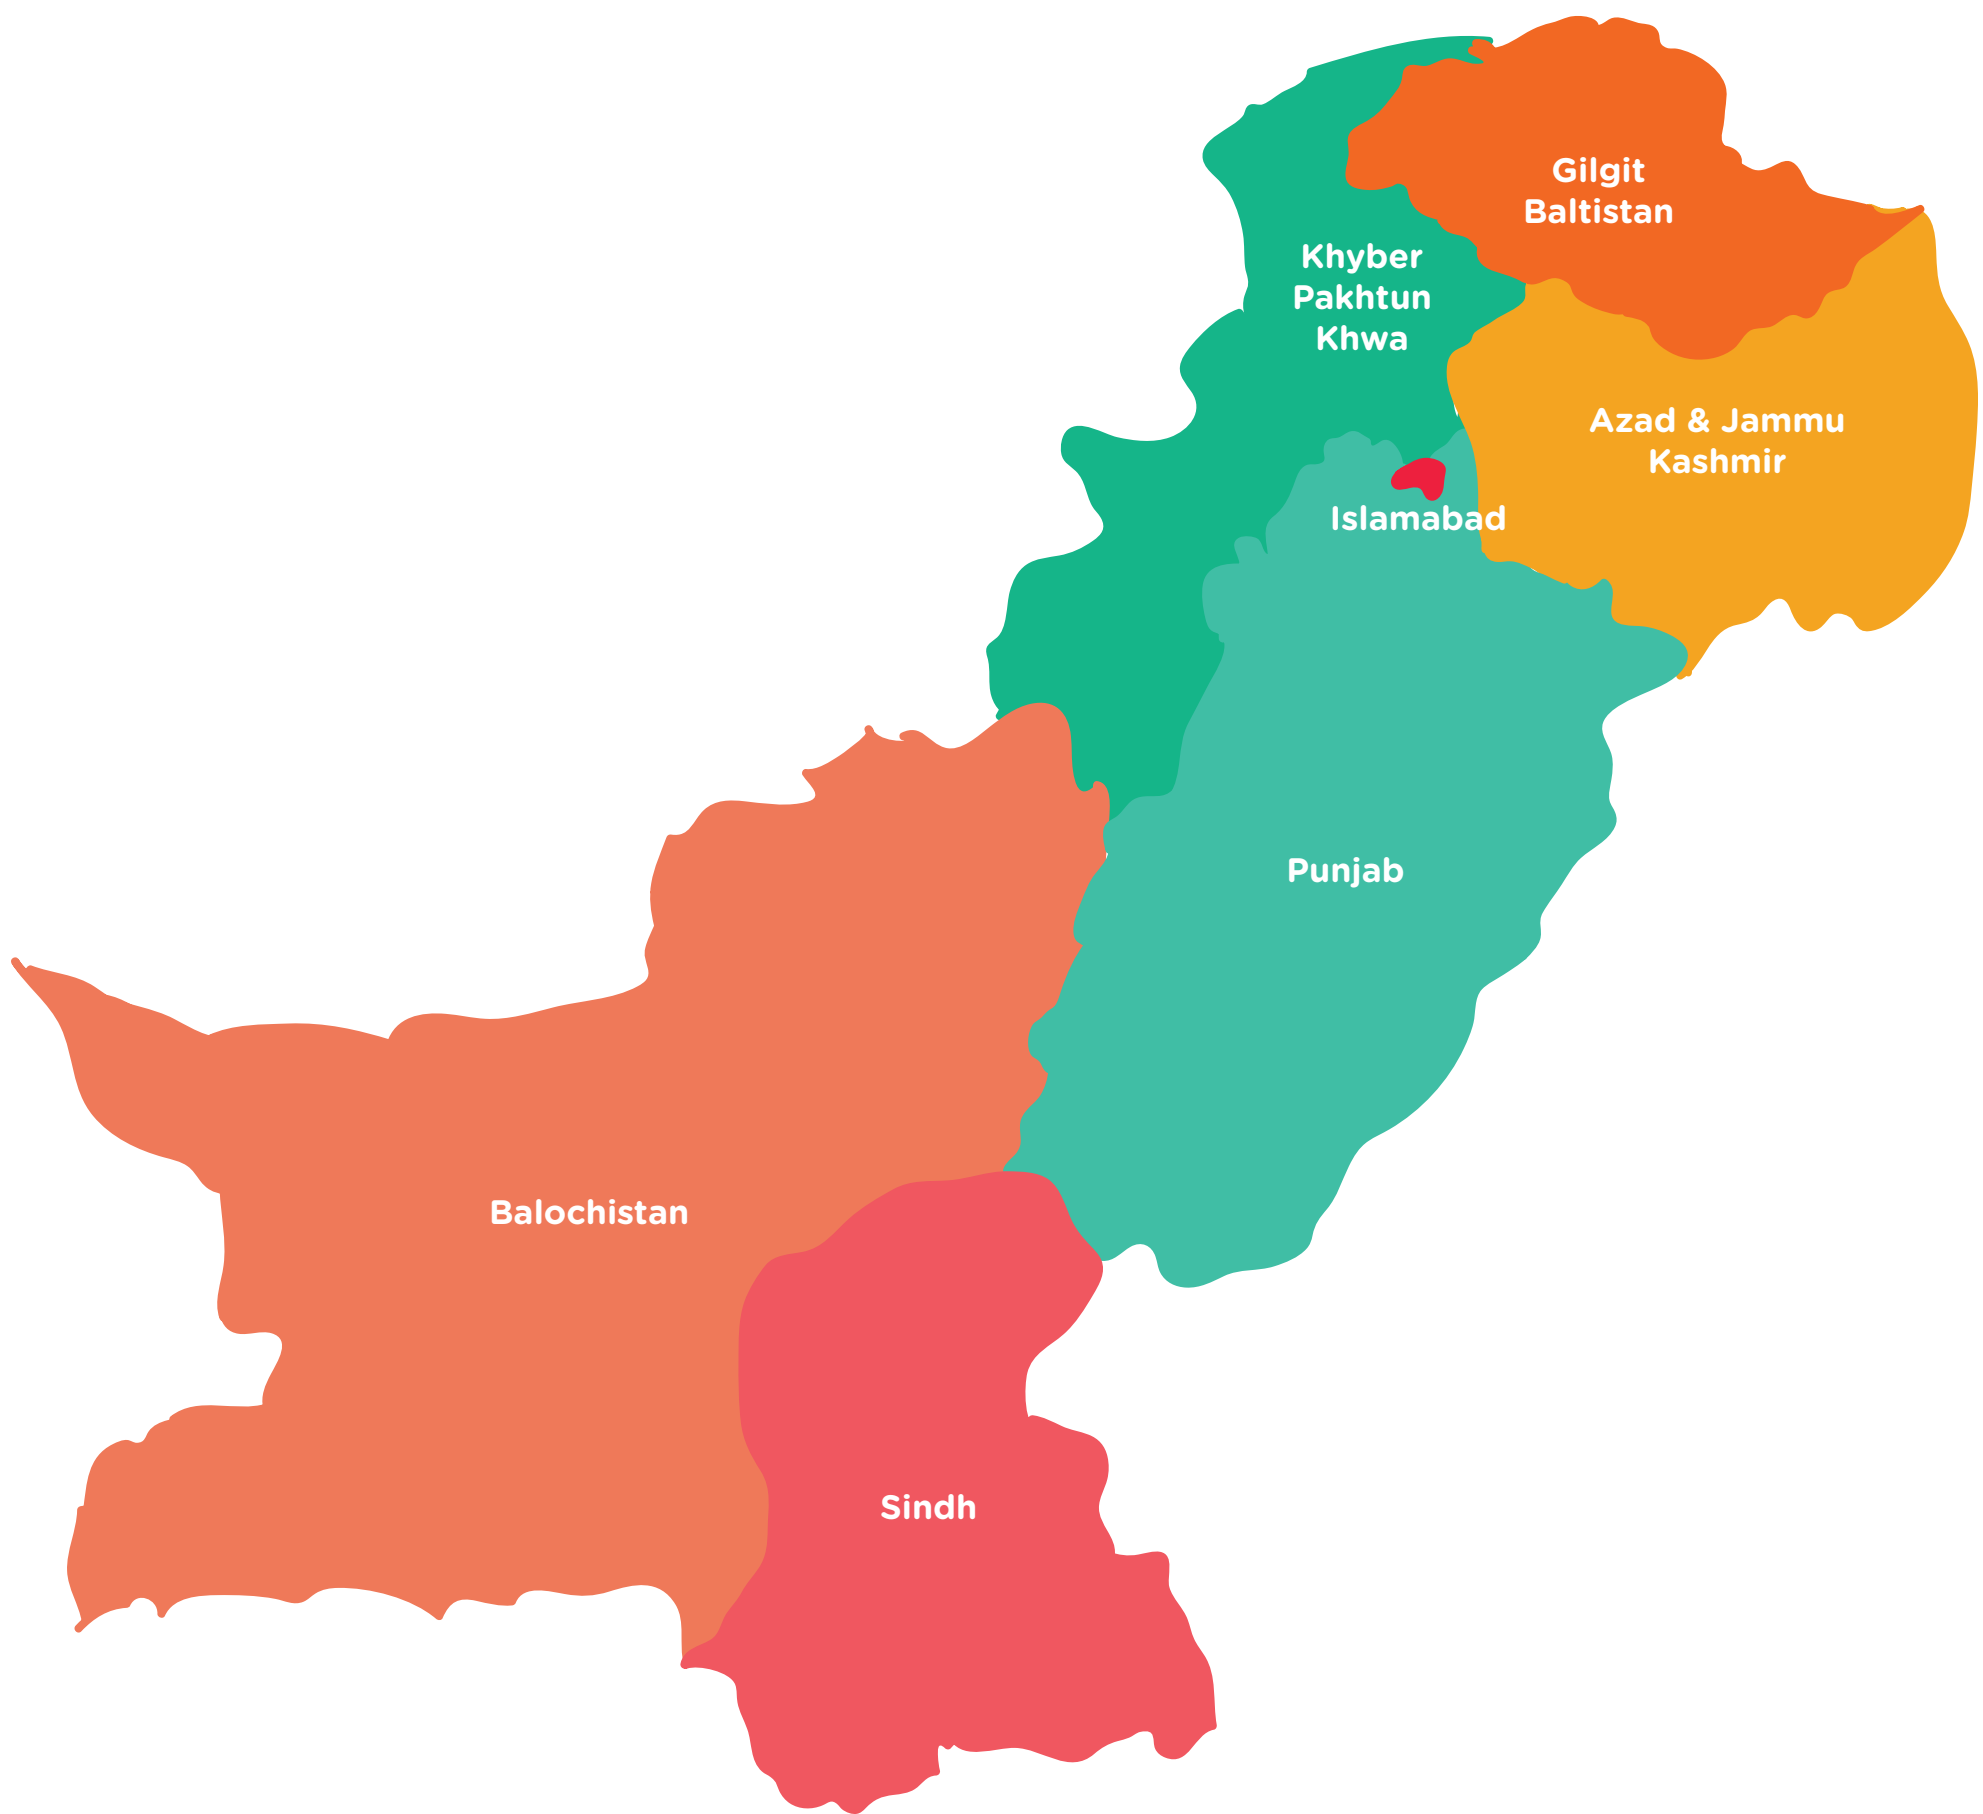 Gilgit
Baltistan
Khyber
Pakhtun
Khwa
Azad & Jammu
Kashmir
Islamabad
Punjab
Balochistan
Sindh